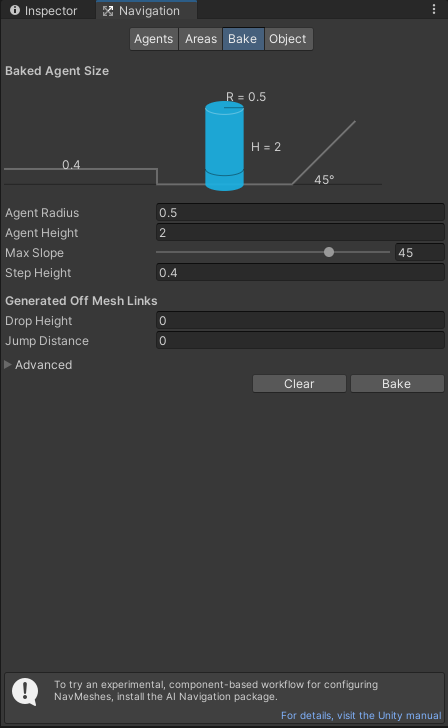 Inspector Navigation
Agents Areas Bake Object
Baked Agent Size
R = 0.5
H = 2
0.4
45°
Agent Radius 0.5
Agent Height 2
Max Slope 45
Step Height 0.4
Generated Off Mesh Links
Drop Height 0
Jump Distance 0
Advanced
Clear Bake
To try an experimental, component-based workflow for configuring
NavMeshes, install the AI Navigation package.
For details, visit the Unity manual